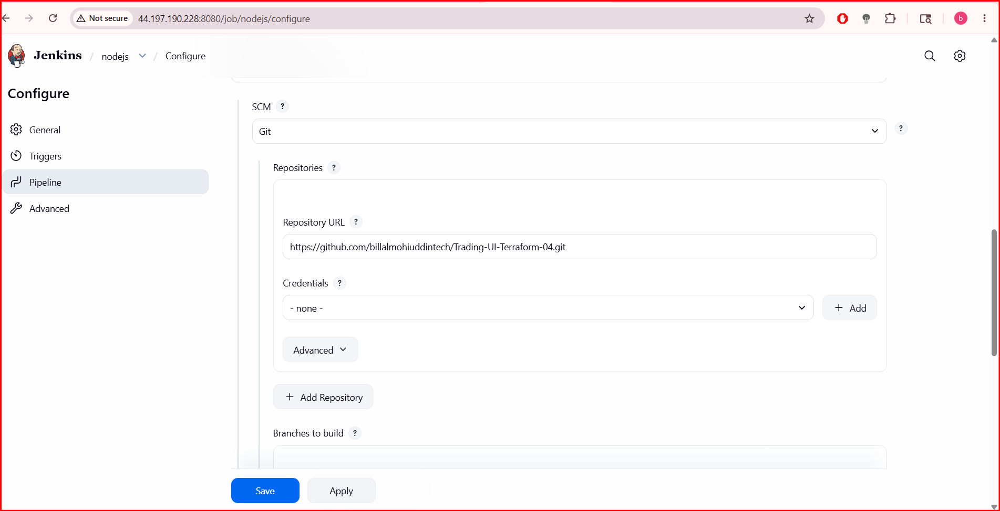 Not secure 44.197.190.228:8080/job/nodejs/configure b
Jenkins / nodejs / Configure
Configure
General
Triggers
Pipeline
Advanced
SCM ?
Git ?
Repositories ?
Repository URL ?
https://github.com/billalmohiuddintech/Trading-UI-Terraform-04.git
Credentials ?
- none - + Add
Advanced
+ Add Repository
Branches to build ?
Save Apply